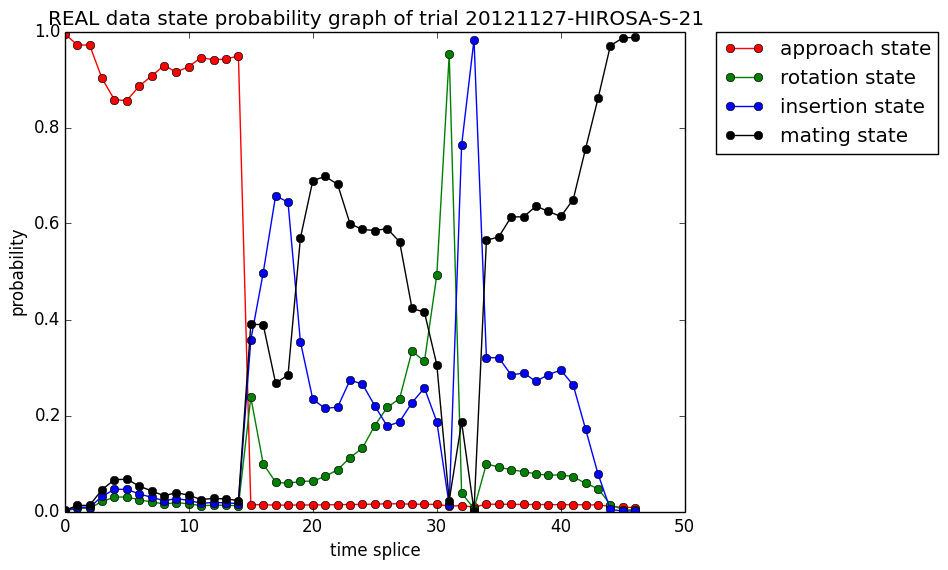 REAL data state probability graph of trial 20121127-HIROSA-S-21
approach state
rotation state
insertion state
mating state
probability
1.0
0.8
0.6
0.4
0.2
0.0
0 10 20 30 40 50
time splice